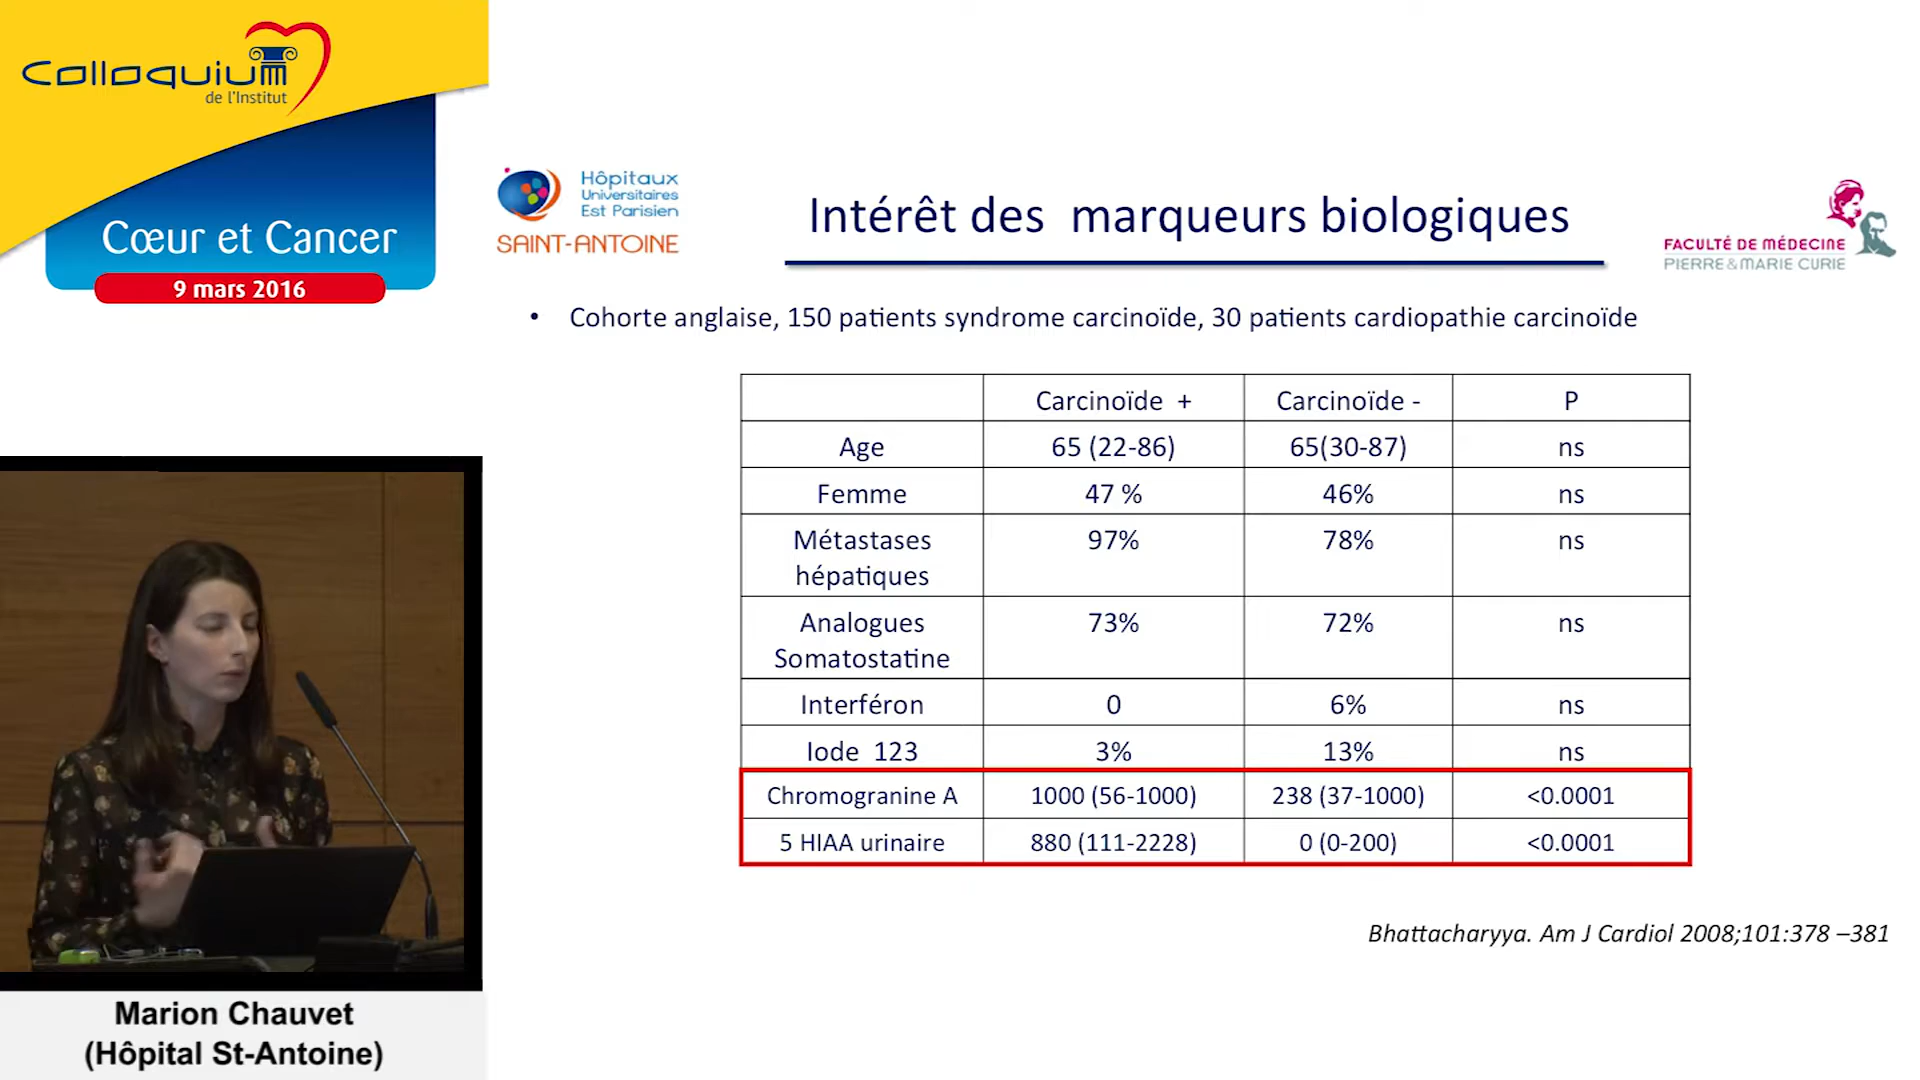 Colloquium
de l'Institut
Cœur et Cancer
9 mars 2016
Hôpitaux
Universitaires
Est Parisien
SAINT-ANTOINE
Intérêt des marqueurs biologiques
FACULTÉ DE MÉDECINE
PIERRE & MARIE CURIE
• Cohorte anglaise, 150 patients syndrome carcinoïde, 30 patients cardiopathie carcinoïde
Carcinoïde + Carcinoïde - P
Age 65 (22-86) 65(30-87) ns
Femme 47 % 46% ns
Métastases hépatiques 97% 78% ns
Analogues Somatostatine 73% 72% ns
Interféron 0 6% ns
Iode 123 3% 13% ns
Chromogranine A 1000 (56-1000) 238 (37-1000) <0.0001
5 HIAA urinaire 880 (111-2228) 0 (0-200) <0.0001
Bhattacharyya. Am J Cardiol 2008;101:378 –381
Marion Chauvet
(Hôpital St-Antoine)